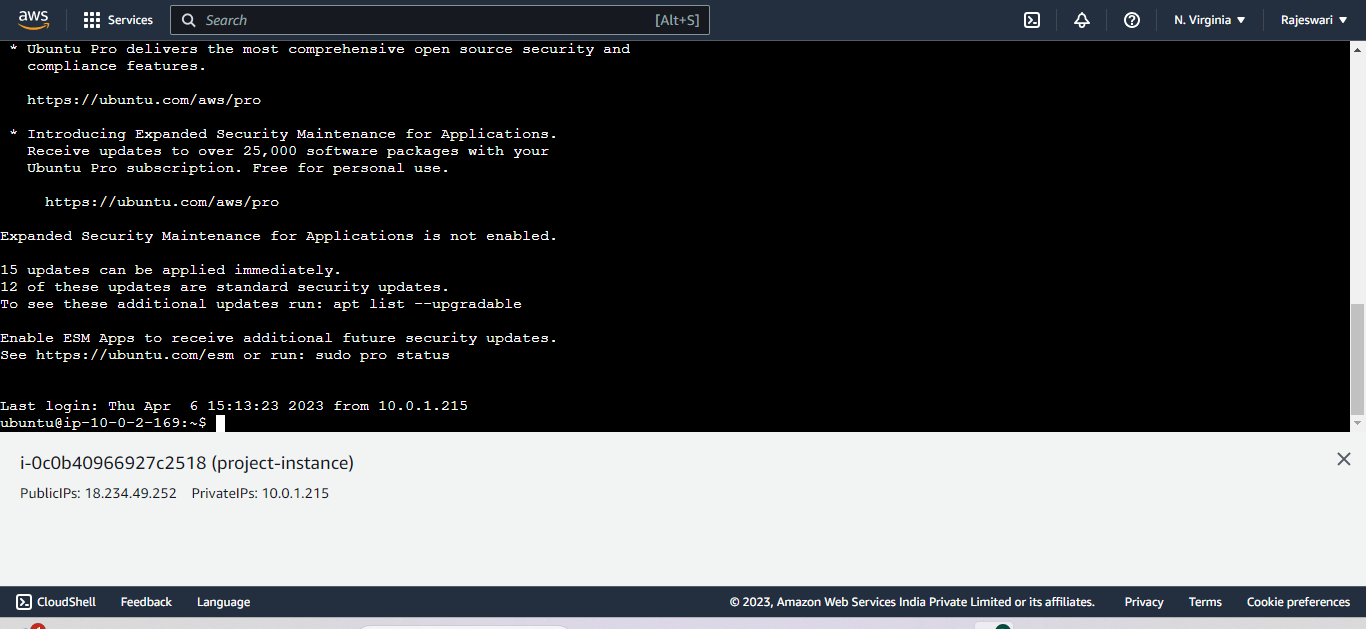 aws
Services
Search
[Alt+S]
N. Virginia
Rajeswari
* Ubuntu Pro delivers the most comprehensive open source security and
compliance features.
https://ubuntu.com/aws/pro
* Introducing Expanded Security Maintenance for Applications.
Receive updates to over 25,000 software packages with your
Ubuntu Pro subscription. Free for personal use.
https://ubuntu.com/aws/pro
Expanded Security Maintenance for Applications is not enabled.
15 updates can be applied immediately.
12 of these updates are standard security updates.
To see these additional updates run: apt list --upgradable
Enable ESM Apps to receive additional future security updates.
See https://ubuntu.com/esm or run: sudo pro status
Last login: Thu Apr  6 15:13:23 2023 from 10.0.1.215
ubuntu@ip-10-0-2-169:~$
i-0c0b40966927c2518 (project-instance)
PublicIPs: 18.234.49.252 PrivateIPs: 10.0.1.215
CloudShell
Feedback
Language
© 2023, Amazon Web Services India Private Limited or its affiliates.
Privacy
Terms
Cookie preferences